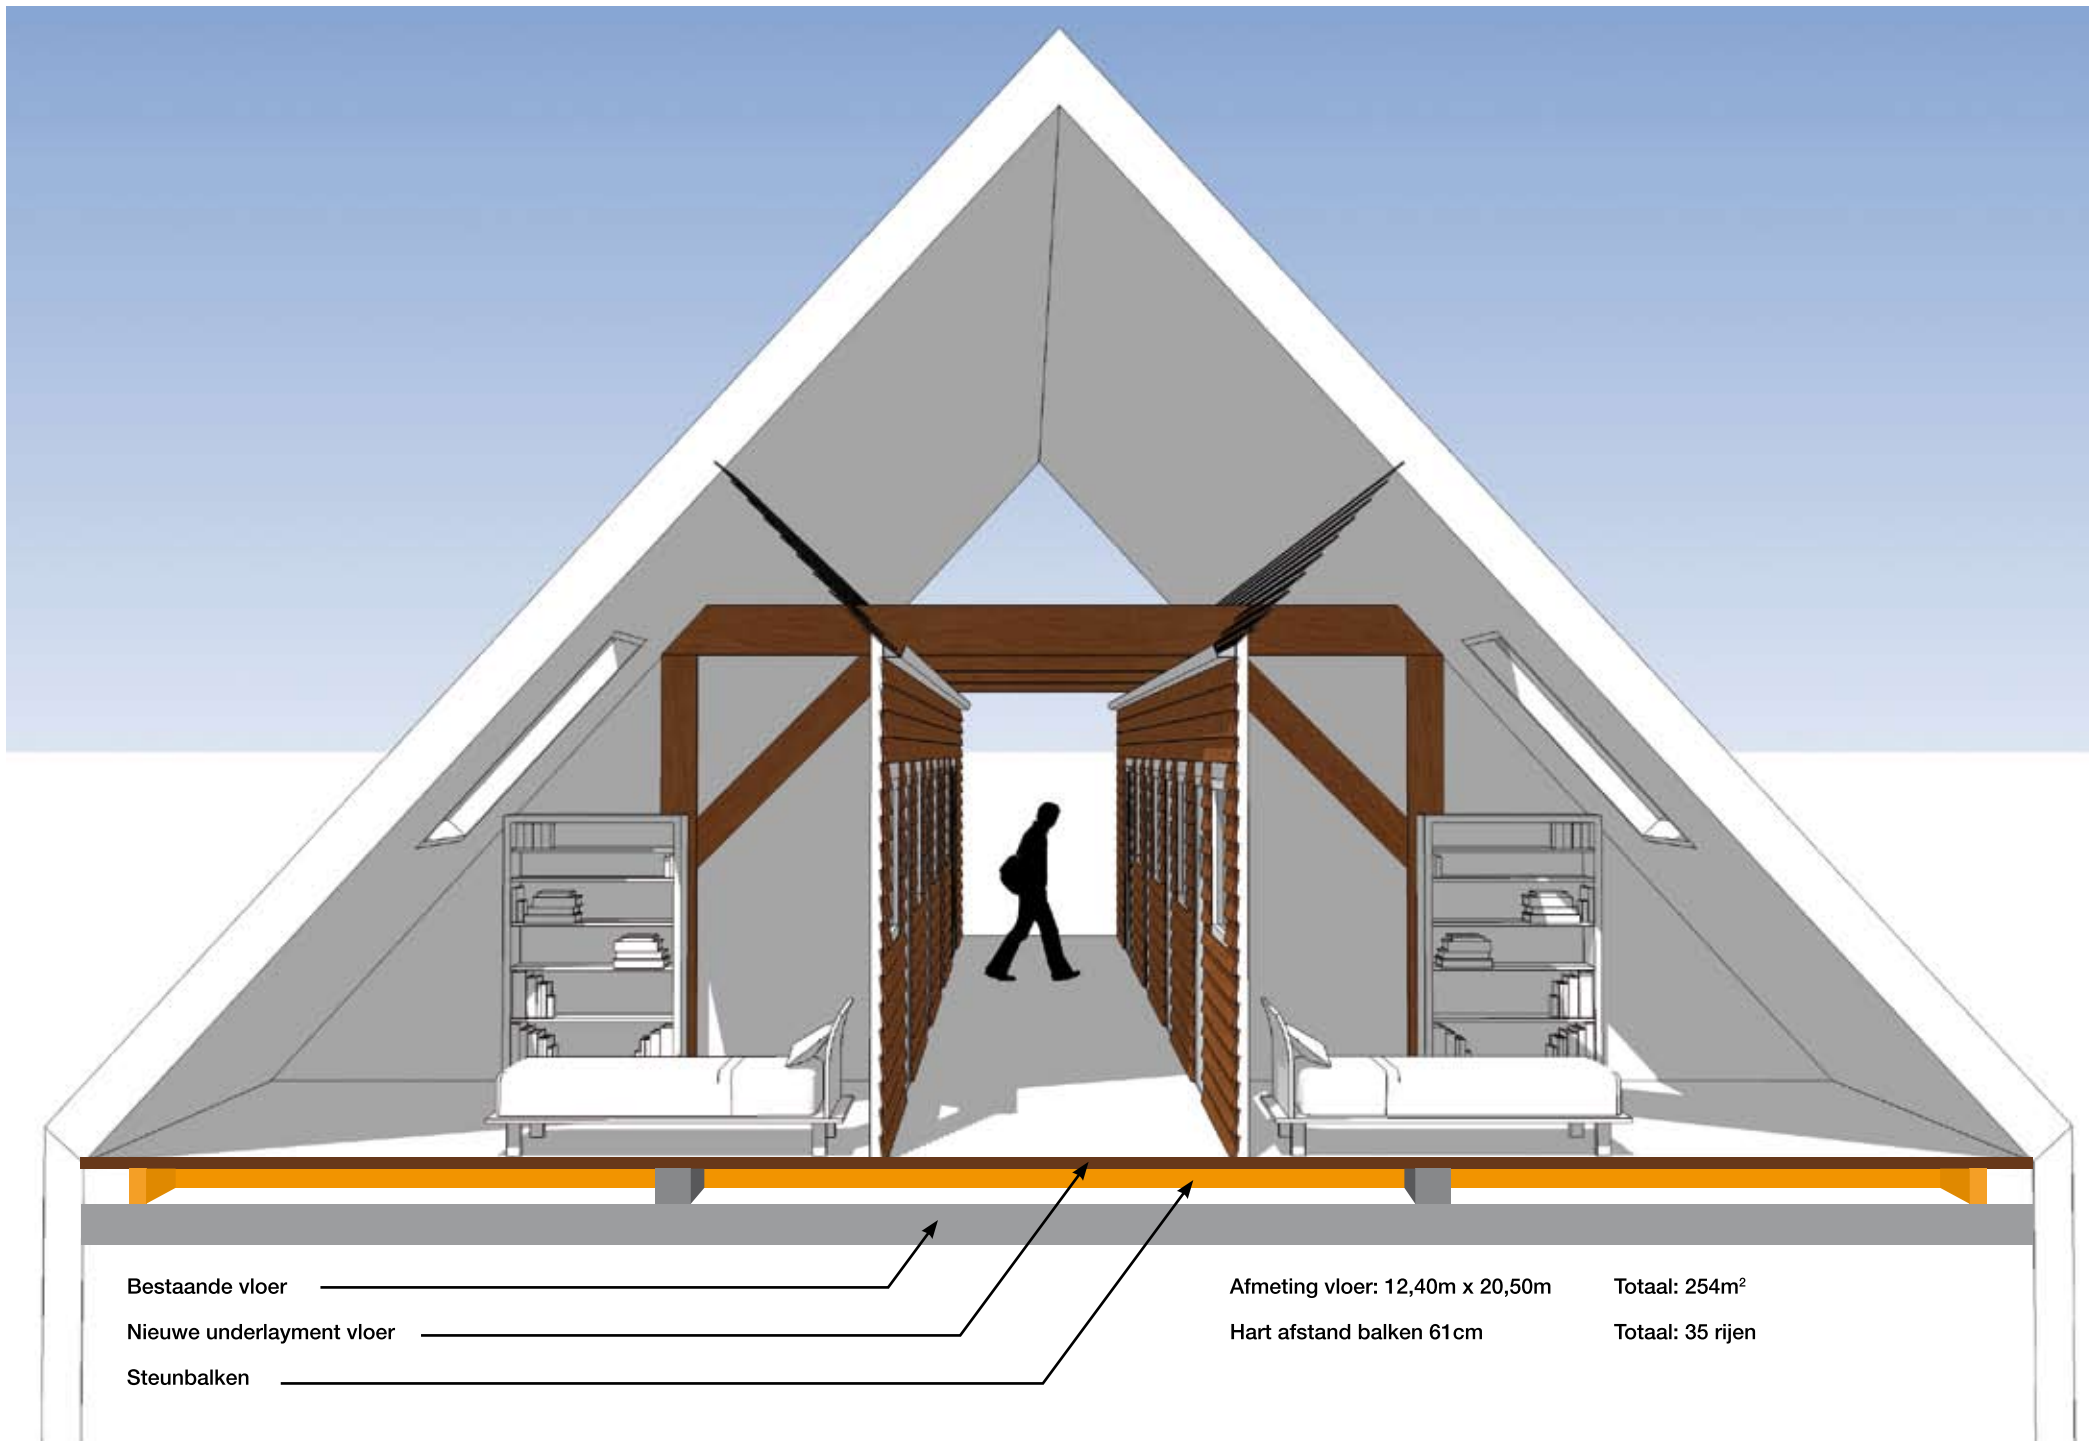 Bestaande vloer
Nieuwe underlayment vloer
Steunbalken
Afmeting vloer: 12,40m x 20,50m Totaal: 254m²
Hart afstand balken 61cm Totaal: 35 rijen